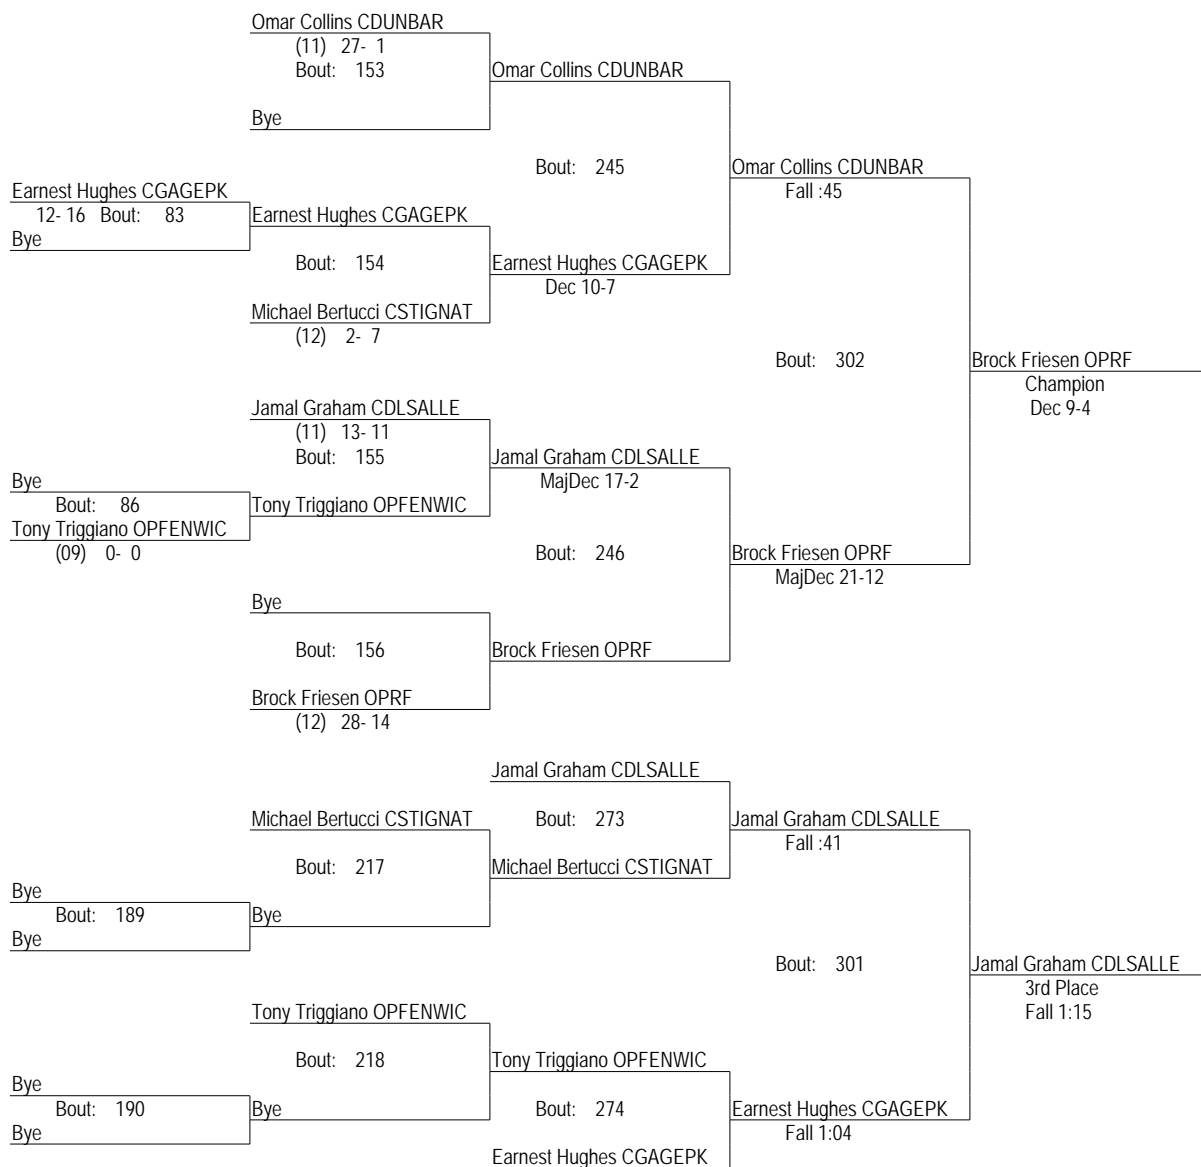 Omar Collins CDUNBAR
(11) 27- 1
Bout: 153
Omar Collins CDUNBAR
Bye
Bout: 245
Omar Collins CDUNBAR
Fall :45
Earnest Hughes CGAGEPK
12- 16 Bout: 83
Earnest Hughes CGAGEPK
Bye
Bout: 154
Earnest Hughes CGAGEPK
Dec 10-7
Michael Bertucci CSTIGNAT
(12) 2- 7
Bout: 302
Brock Friesen OPRF
Champion
Dec 9-4
Jamal Graham CDLSALLE
(11) 13- 11
Bout: 155
Jamal Graham CDLSALLE
MajDec 17-2
Bye
Bout: 86
Tony Triggiano OPFENWIC
Tony Triggiano OPFENWIC
(09) 0- 0
Bout: 246
Brock Friesen OPRF
MajDec 21-12
Bye
Bout: 156
Brock Friesen OPRF
Brock Friesen OPRF
(12) 28- 14
Jamal Graham CDLSALLE
Michael Bertucci CSTIGNAT
Bout: 273
Jamal Graham CDLSALLE
Fall :41
Bout: 217
Michael Bertucci CSTIGNAT
Bye
Bout: 189
Bye
Bye
Bout: 301
Jamal Graham CDLSALLE
3rd Place
Fall 1:15
Tony Triggiano OPFENWIC
Bout: 218
Tony Triggiano OPFENWIC
Bye
Bout: 190
Bye
Bout: 274
Earnest Hughes CGAGEPK
Bye
Fall 1:04
Earnest Hughes CGAGEPK